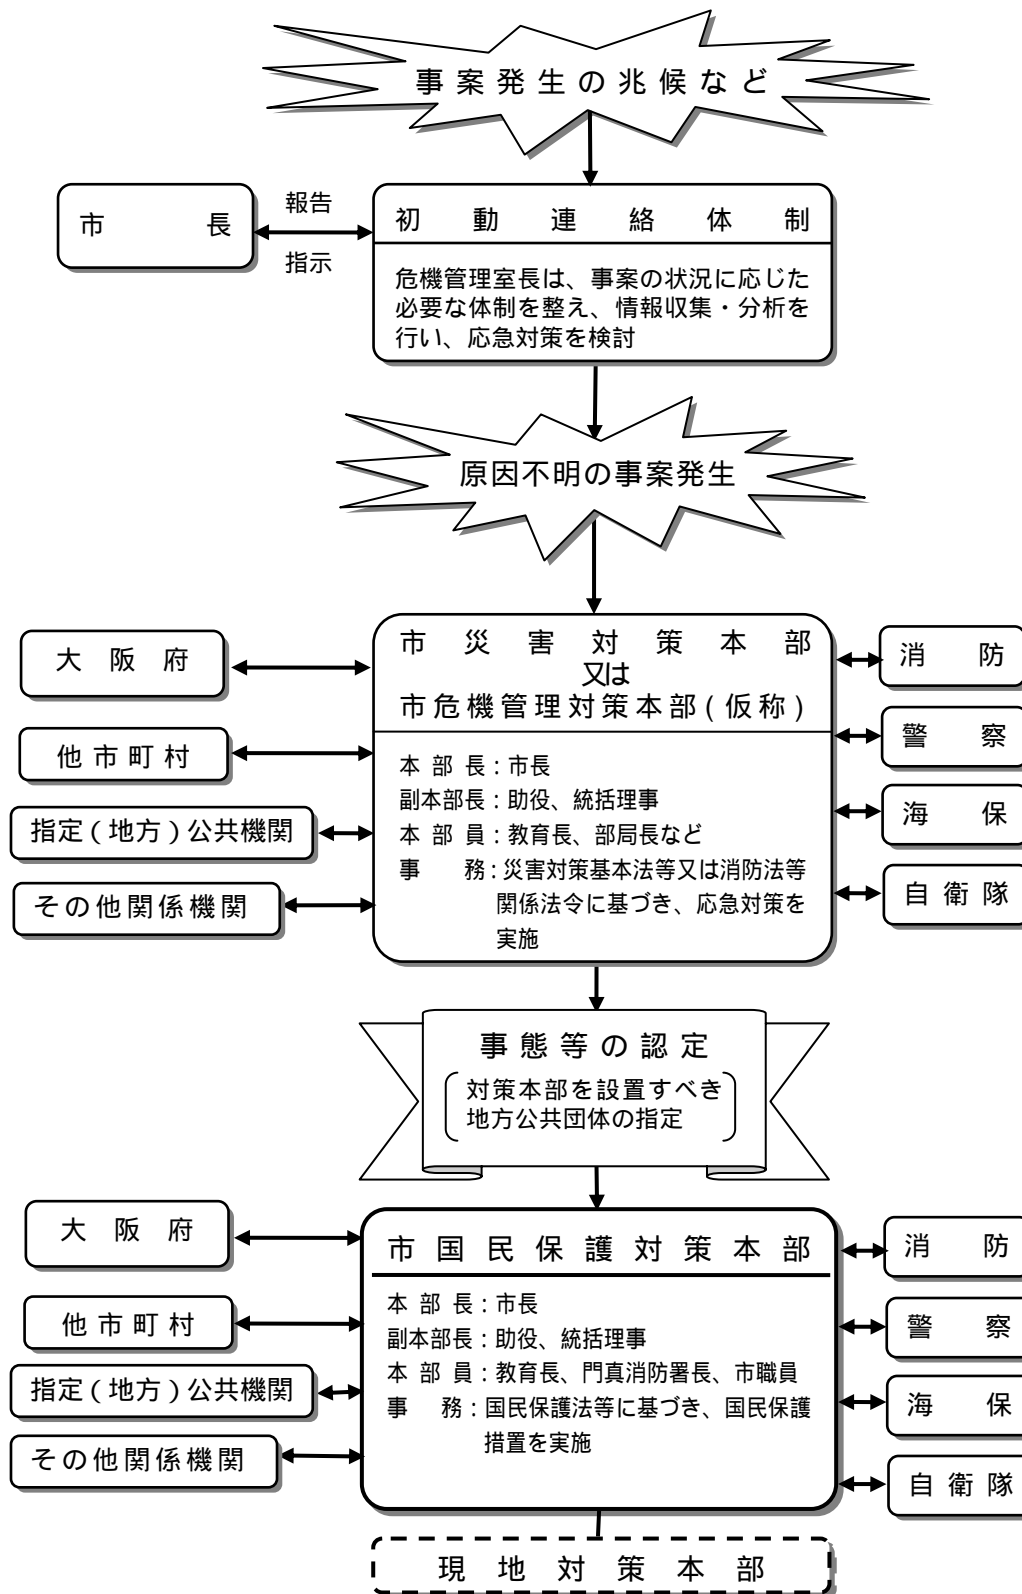 事案発生の兆候など
市長
報告
指示
初動連絡体制
危機管理室長は、事案の状況に応じた
必要な体制を整え、情報収集・分析を
行い、応急対策を検討
原因不明の事案発生
大阪府
他市町村
指定(地方)公共機関
その他関係機関
市災害対策本部
又は
市危機管理対策本部(仮称)
本部長:市長
副本部長:助役、統括理事
本部員:教育長、部局長など
事務:災害対策基本法等又は消防法等
関係法令に基づき、応急対策を
実施
消防
警察
海保
自衛隊
事態等の認定
対策本部を設置すべき
地方公共団体の指定
大阪府
他市町村
指定(地方)公共機関
その他関係機関
市国民保護対策本部
本部長:市長
副本部長:助役、統括理事
本部員:教育長、門真消防署長、市職員
事務:国民保護法等に基づき、国民保護
措置を実施
消防
警察
海保
自衛隊
現地対策本部